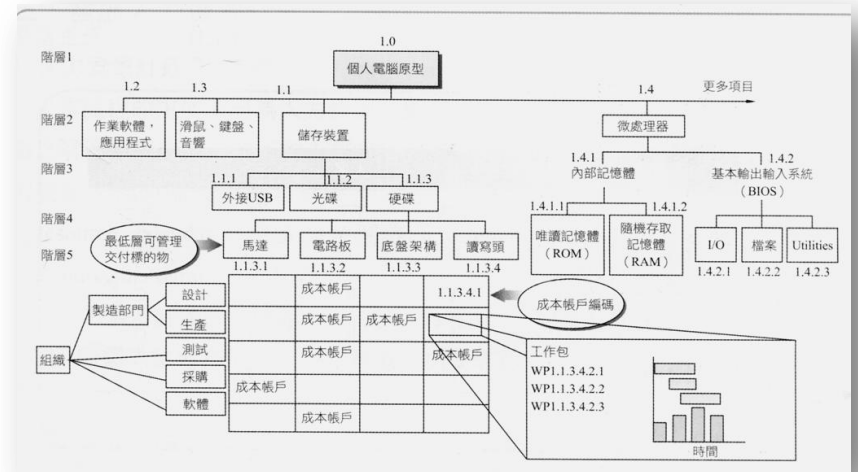 1.0
階層1
個人電腦原型
1.2
1.3
1.1
1.4
更多項目
階層2
作業軟體，
應用程式
滑鼠、鍵盤、
音響
儲存裝置
微處理器
階層3
1.1.1
1.1.2
1.1.3
1.4.1
內部記憶體
1.4.2
基本輸出輸入系統
（BIOS）
外接USB
光碟
硬碟
階層4
1.4.1.1
1.4.1.2
最低層可管理
交付標的物
階層5
馬達
電路板
底盤架構
讀寫頭
唯讀記憶體
（ROM）
隨機存取
記憶體
（RAM）
I/O
檔案
Utilities
1.1.3.1
1.1.3.2
1.1.3.3
1.1.3.4
1.4.2.1
1.4.2.2
1.4.2.3
組織
製造部門
設計
成本帳戶
1.1.3.4.1
成本帳戶編碼
生產
成本帳戶
成本帳戶
測試
成本帳戶
成本帳戶
採購
成本帳戶
軟體
成本帳戶
工作包
WP1.1.3.4.2.1
WP1.1.3.4.2.2
WP1.1.3.4.2.3
時間